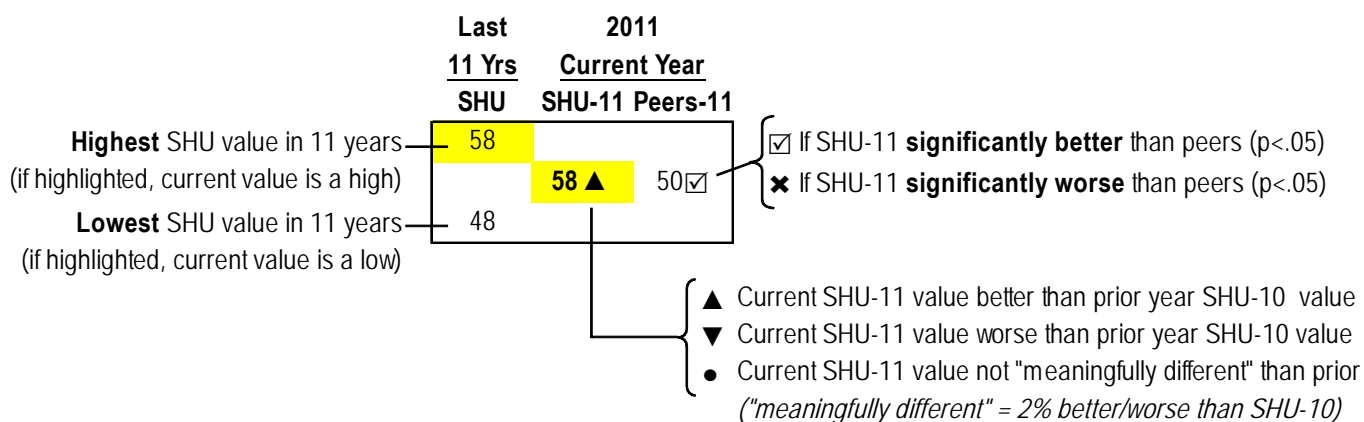 Last 2011
11 Yrs Current Year
SHU SHU-11 Peers-11
Highest SHU value in 11 years 58
(if highlighted, current value is a high)
58 ▲ 50☑
Lowest SHU value in 11 years 48
(if highlighted, current value is a low)
☑ If SHU-11 significantly better than peers (p<.05)
✖ If SHU-11 significantly worse than peers (p<.05)
▲ Current SHU-11 value better than prior year SHU-10 value
▼ Current SHU-11 value worse than prior year SHU-10 value
● Current SHU-11 value not "meaningfully different" than prior
("meaningfully different" = 2% better/worse than SHU-10)